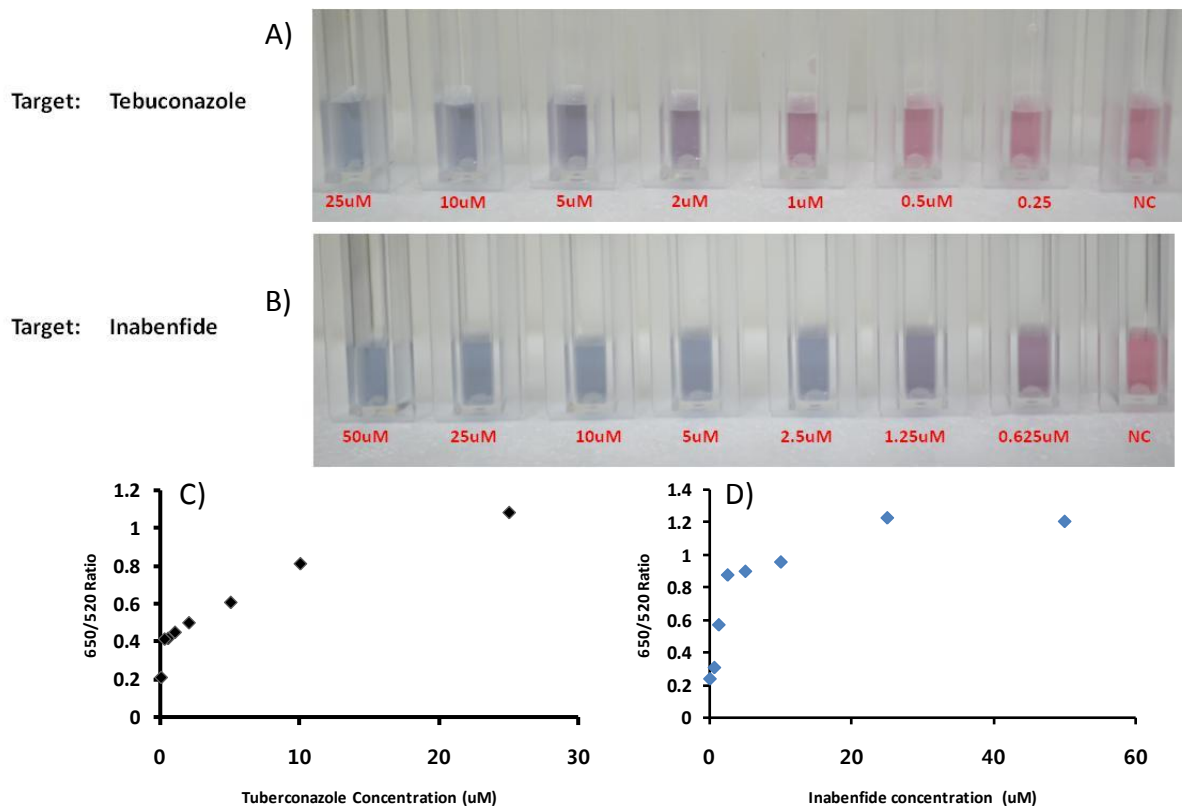 A)
Target: Tebuconazole
25uM 10uM 5uM 2uM 1uM 0.5uM 0.25 NC
B)
Target: Inabenfide
50uM 25uM 10uM 5uM 2.5uM 1.25uM 0.625uM NC
C)
650/520 Ratio
1.2
1
0.8
0.6
0.4
0.2
0
0 10 20 30
Tuberconazole Concentration (uM)
D)
650/520 Ratio
1.4
1.2
1
0.8
0.6
0.4
0.2
0
0 20 40 60
Inabenfide concentration (uM)